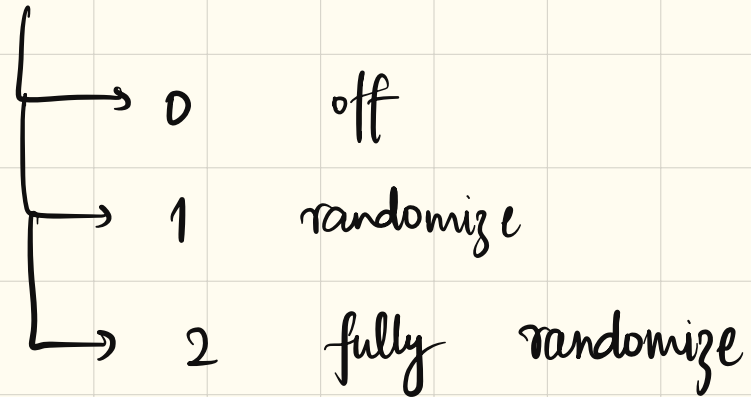 → 0 off
→ 1 randomize
→ 2 fully randomize